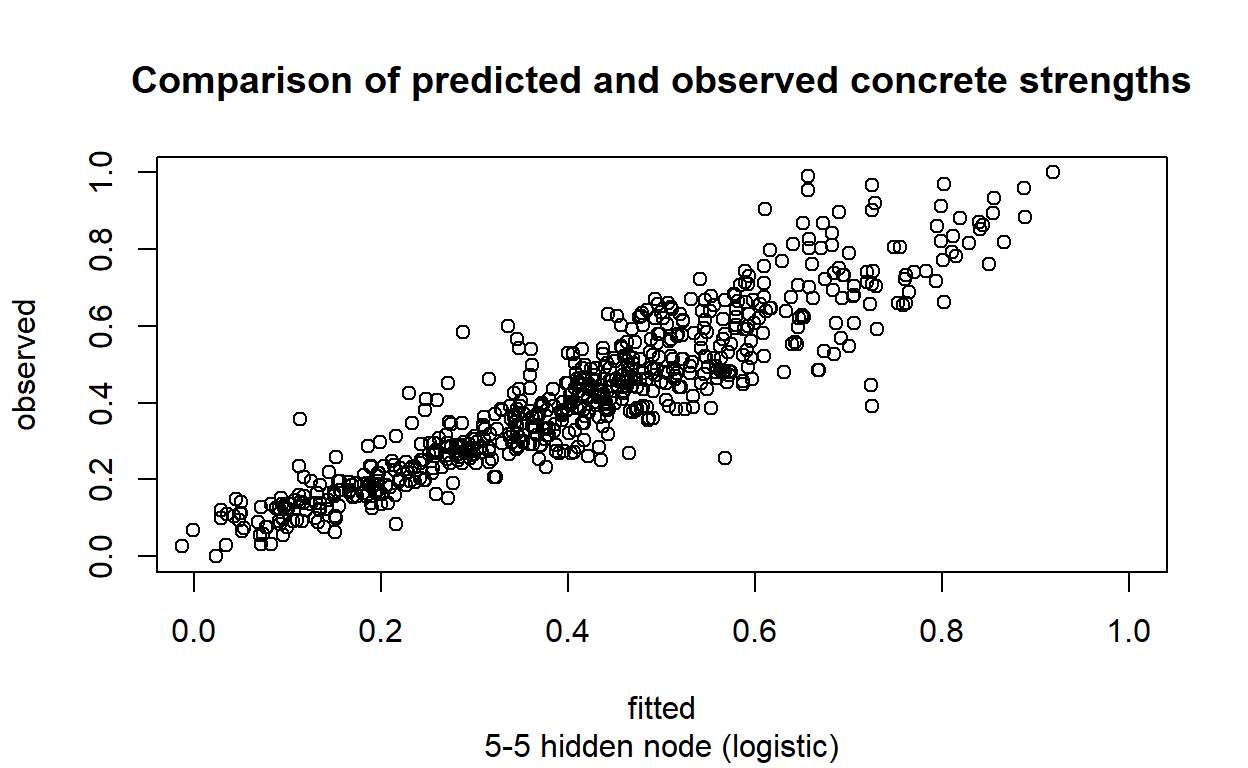 Comparison of predicted and observed concrete strengths
observed
1.0
0.8
0.6
0.4
0.2
0.0
0.0 0.2 0.4 0.6 0.8 1.0
fitted
5-5 hidden node (logistic)